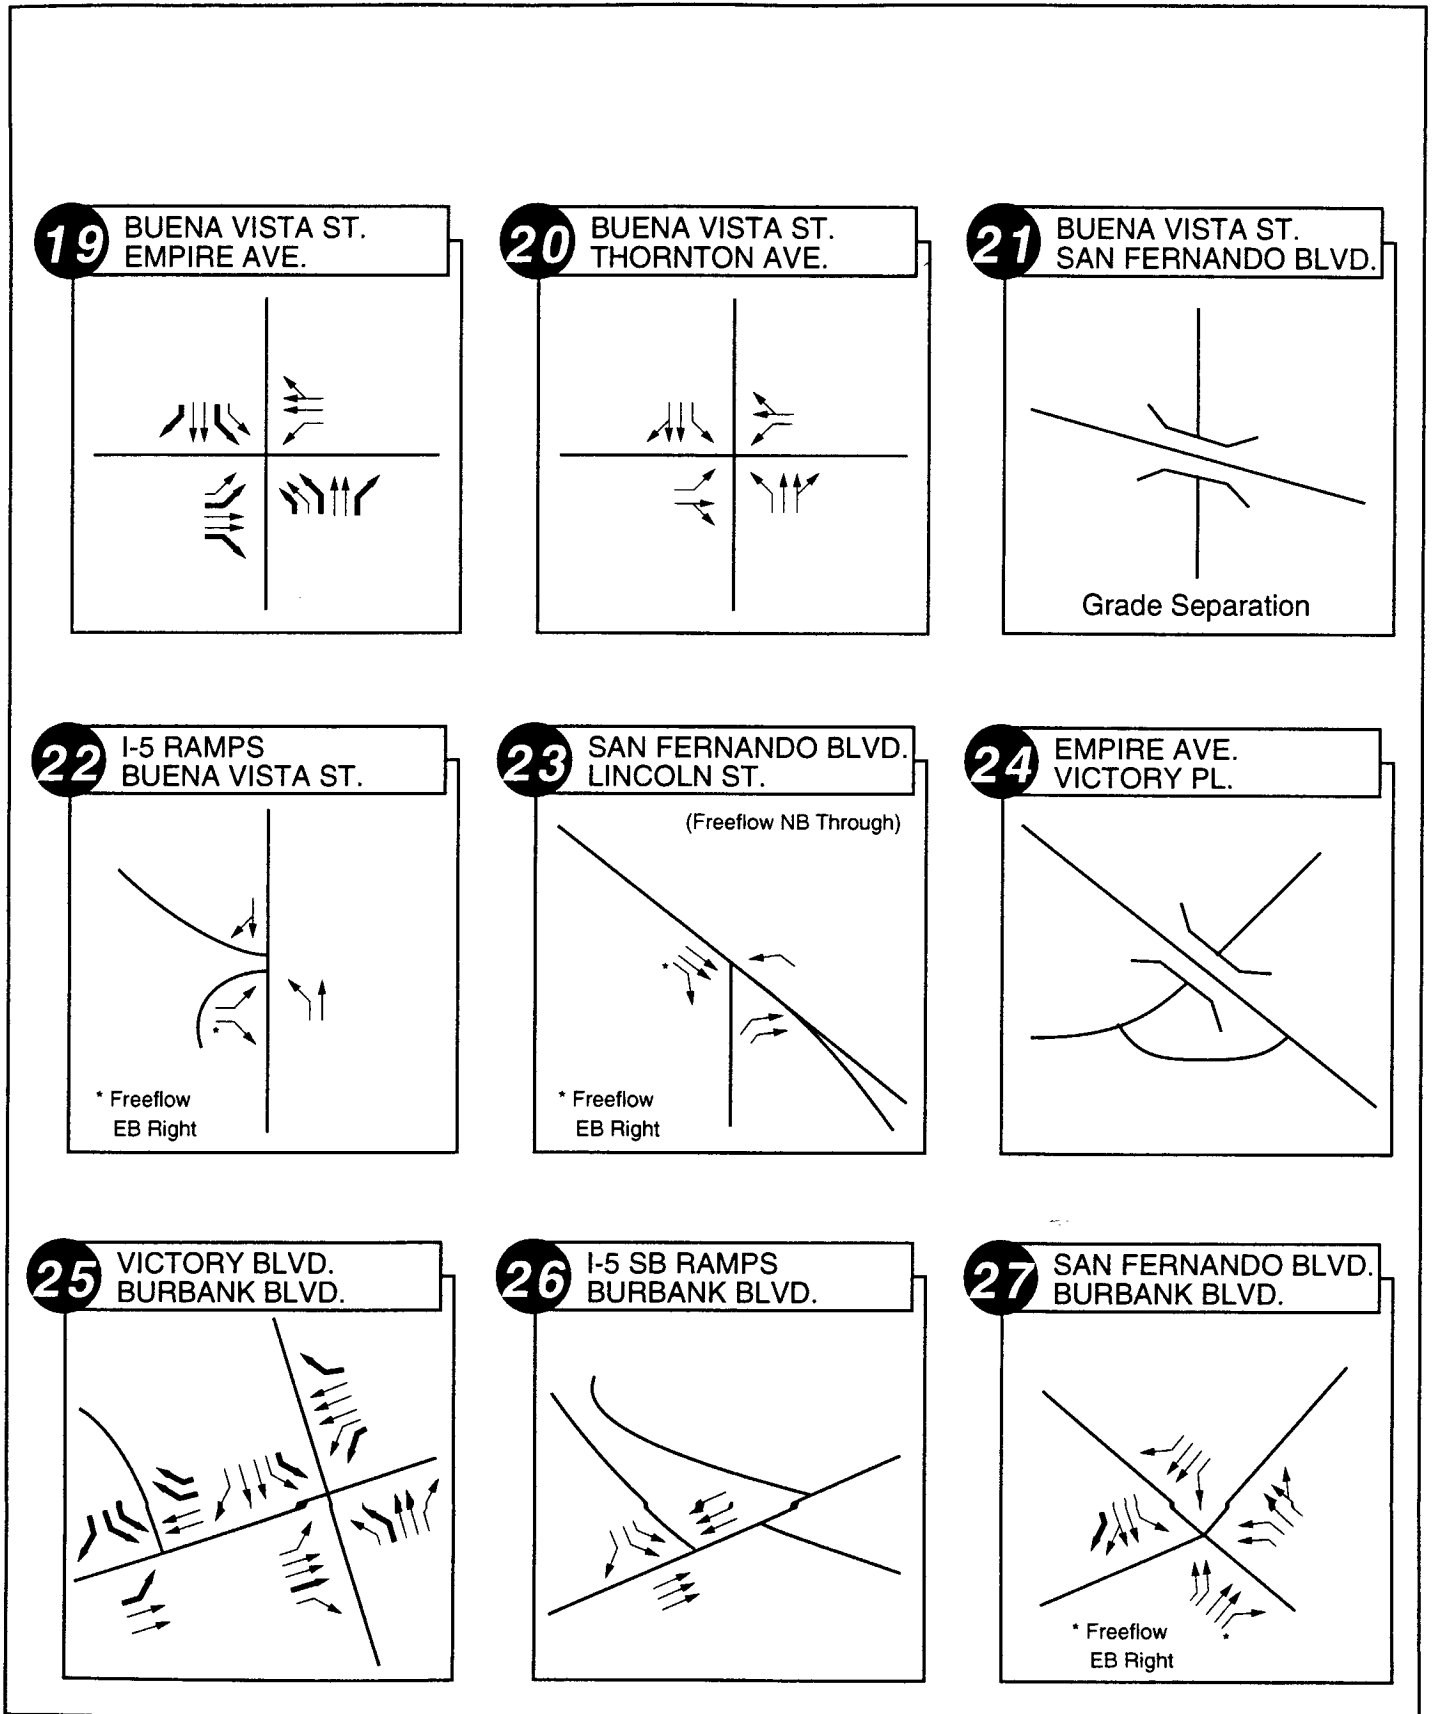 19 BUENA VISTA ST.
EMPIRE AVE.
20 BUENA VISTA ST.
THORNTON AVE.
21 BUENA VISTA ST.
SAN FERNANDO BLVD.
Grade Separation
22 I-5 RAMPS
BUENA VISTA ST.
*
* Freeflow
EB Right
23 SAN FERNANDO BLVD.
LINCOLN ST.
(Freeflow NB Through)
*
* Freeflow
EB Right
24 EMPIRE AVE.
VICTORY PL.
25 VICTORY BLVD.
BURBANK BLVD.
26 I-5 SB RAMPS
BURBANK BLVD.
27 SAN FERNANDO BLVD.
BURBANK BLVD.
* Freeflow
EB Right
*